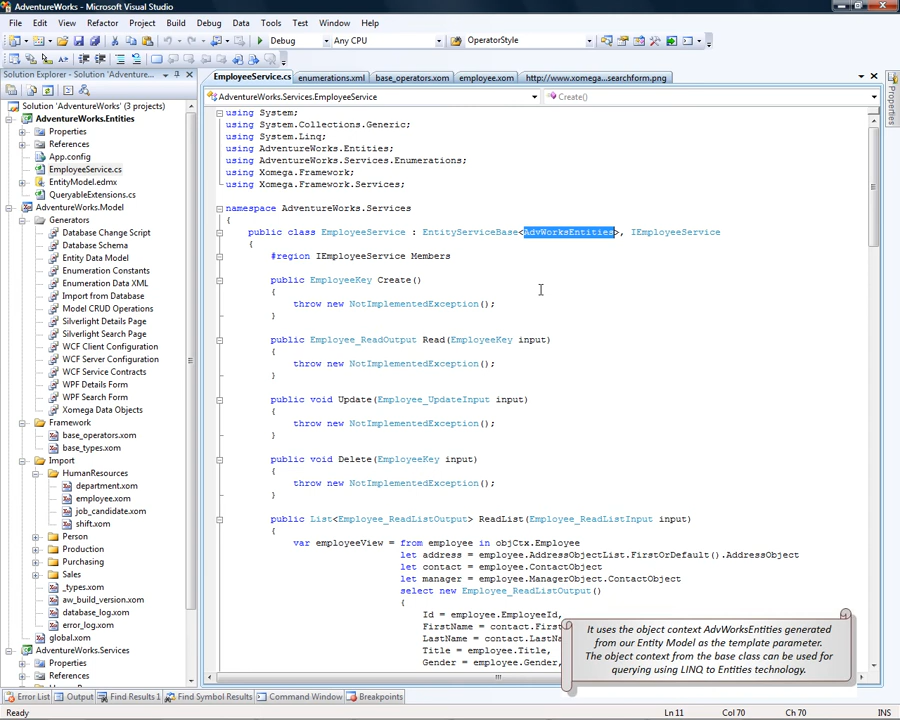 AdventureWorks - Microsoft Visual Studio
File Edit View Refactor Project Build Debug Data Tools Test Window Help
Debug Any CPU OperatorStyle
Solution Explorer - Solution 'Adventure...
EmployeeService.cs enumerations.xml base_operators.xom employee.xom http://www.xomega...searchform.png
AdventureWorks.Services.EmployeeService Create()
Properties
Solution 'AdventureWorks' (3 projects)
AdventureWorks.Entities
Properties
References
App.config
EmployeeService.cs
EntityModel.edmx
QueryableExtensions.cs
AdventureWorks.Model
Generators
Database Change Script
Database Schema
Entity Data Model
Enumeration Constants
Enumeration Data XML
Import from Database
Model CRUD Operations
Silverlight Details Page
Silverlight Search Page
WCF Client Configuration
WCF Server Configuration
WCF Service Contracts
WPF Details Form
WPF Search Form
Xomega Data Objects
Framework
base_operators.xom
base_types.xom
Import
HumanResources
department.xom
employee.xom
job_candidate.xom
shift.xom
Person
Production
Purchasing
Sales
_types.xom
aw_build_version.xom
database_log.xom
error_log.xom
global.xom
AdventureWorks.Services
Properties
References
using System;
using System.Collections.Generic;
using System.Linq;
using AdventureWorks.Entities;
using AdventureWorks.Services.Enumerations;
using Xomega.Framework;
using Xomega.Framework.Services;
namespace AdventureWorks.Services
{
public class EmployeeService : EntityServiceBase<AdvWorksEntities>, IEmployeeService
{
#region IEmployeeService Members
public EmployeeKey Create()
{
throw new NotImplementedException();
}
public Employee_ReadOutput Read(EmployeeKey input)
{
throw new NotImplementedException();
}
public void Update(Employee_UpdateInput input)
{
throw new NotImplementedException();
}
public void Delete(EmployeeKey input)
{
throw new NotImplementedException();
}
public List<Employee_ReadListOutput> ReadList(Employee_ReadListInput input)
{
var employeeView = from employee in objCtx.Employee
let address = employee.AddressObjectList.FirstOrDefault().AddressObject
let contact = employee.ContactObject
let manager = employee.ManagerObject.ContactObject
select new Employee_ReadListOutput()
{
Id = employee.EmployeeId,
FirstName = contact.Firs
LastName = contact.LastN
Title = employee.Title,
Gender = employee.Gender,
It uses the object context AdvWorksEntities generated
from our Entity Model as the template parameter.
The object context from the base class can be used for
querying using LINQ to Entities technology.
Error List Output Find Results 1 Find Symbol Results Command Window Breakpoints
Ready Ln 11 Col 70 Ch 70 INS